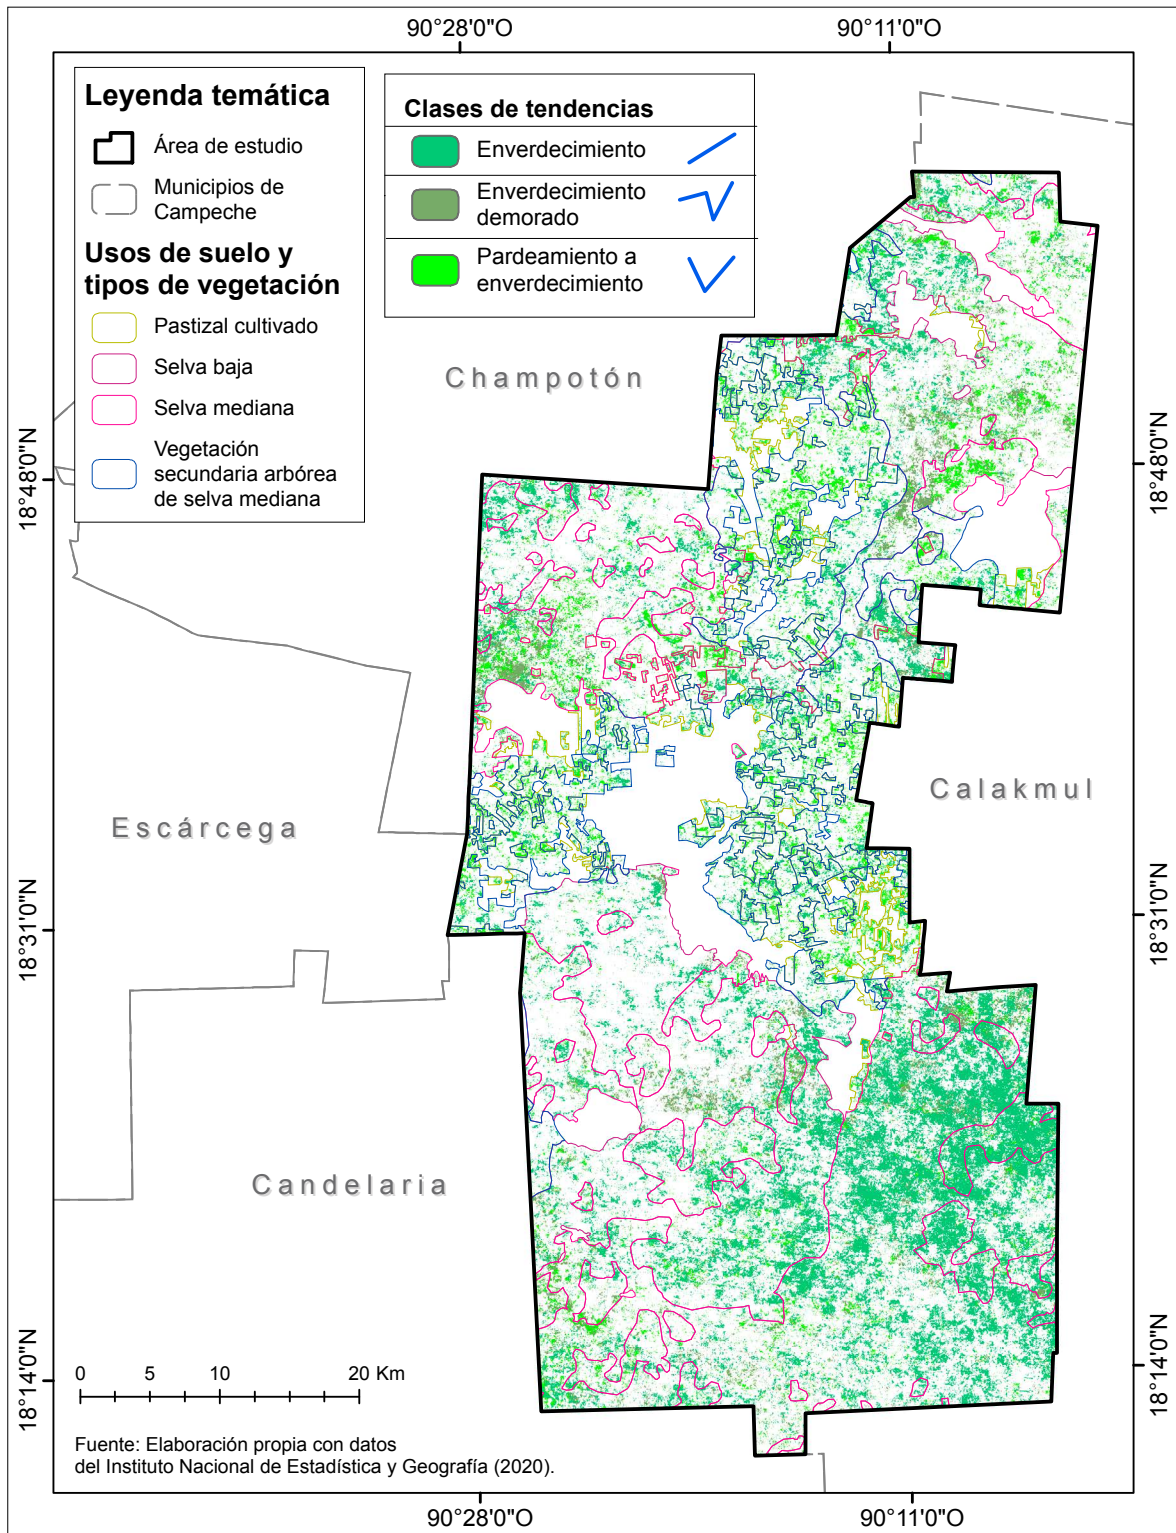 90°28'0"O
90°11'0"O
Leyenda temática
Área de estudio
Municipios de
Campeche
Usos de suelo y
tipos de vegetación
Pastizal cultivado
Selva baja
Selva mediana
Vegetación
secundaria arbórea
de selva mediana
Clases de tendencias
Enverdecimiento
Enverdecimiento
demorado
Pardeamiento a
enverdecimiento
Champotón
18°48'0"N
18°48'0"N
Calakmul
Escárcega
18°31'0"N
18°31'0"N
Candelaria
18°14'0"N
18°14'0"N
0 5 10 20 Km
Fuente: Elaboración propia con datos
del Instituto Nacional de Estadística y Geografía (2020).
90°28'0"O
90°11'0"O